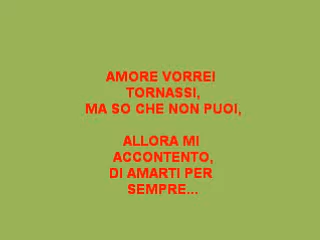 AMORE VORREI
TORNASSI,
MA SO CHE NON PUOI,
ALLORA MI
ACCONTENTO,
DI AMARTI PER
SEMPRE...